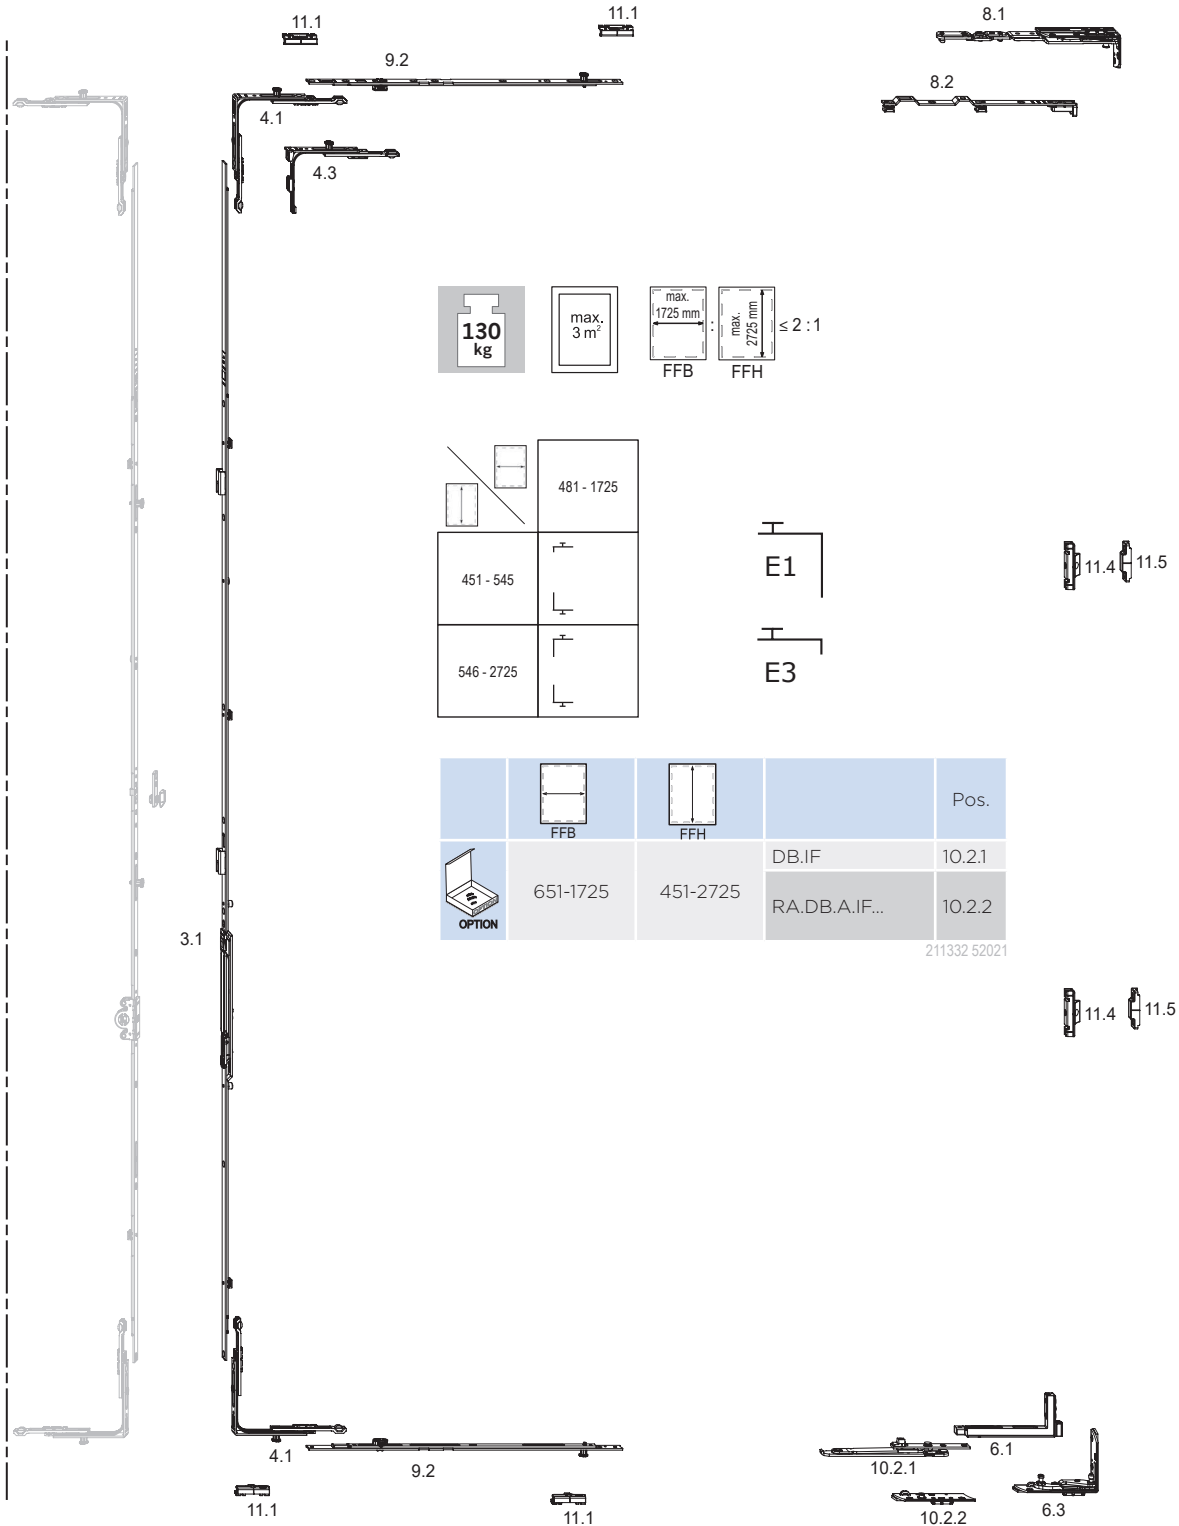 11.1
11.1
8.1
9.2
8.2
4.1
4.3
130
kg
max.
3 m²
max.
1725 mm
FFB
:
max.
2725 mm
FFH
≤ 2 : 1
481 - 1725
451 - 545
546 - 2725
E1
E3
11.4
11.5
FFB
FFH
Pos.
OPTION
651-1725
451-2725
DB.IF
10.2.1
RA.DB.A.IF...
10.2.2
211332 52021
3.1
11.4
11.5
4.1
9.2
10.2.1
6.1
11.1
11.1
10.2.2
6.3